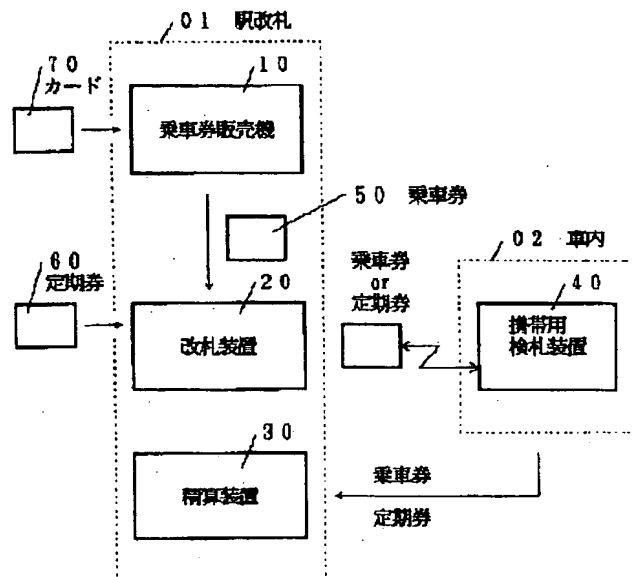 01 駅改札
70
カード
10
乗車券販売機
50 乗車券
60
定期券
20
改札装置
乗車券
or
定期券
02 車内
40
携帯用
検札装置
30
精算装置
乗車券
定期券